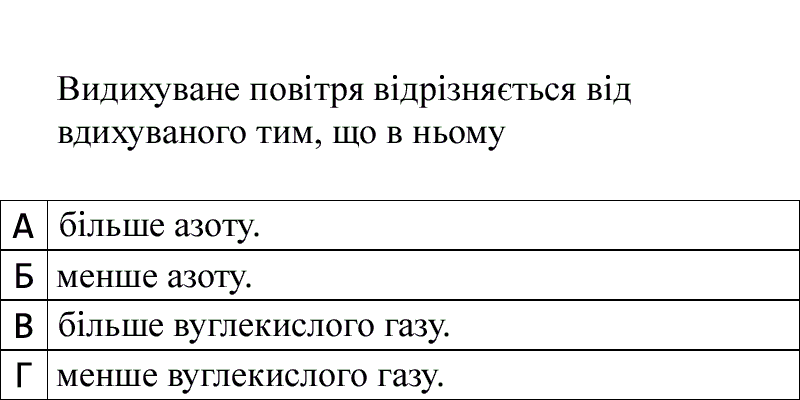 Видихуване повітря відрізняється від
вдихуваного тим, що в ньому
А більше азоту.
Б менше азоту.
В більше вуглекислого газу.
Г менше вуглекислого газу.